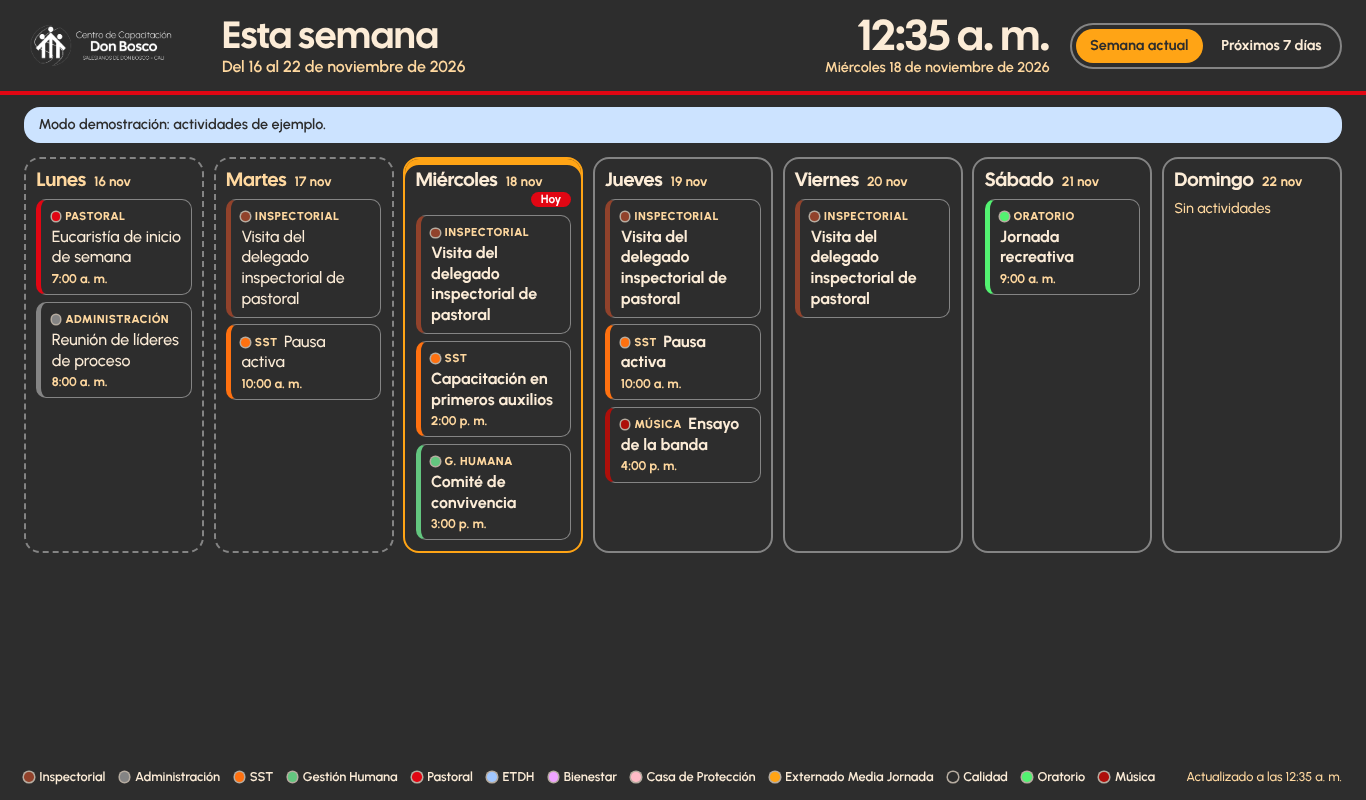 Centro de Capacitación
Don Bosco
SALESIANOS DE DON BOSCO - CALI
Esta semana
Del 16 al 22 de noviembre de 2026
12:35 a. m.
Miércoles 18 de noviembre de 2026
Semana actual
Próximos 7 días
Modo demostración: actividades de ejemplo.
Lunes 16 nov
PASTORAL
Eucaristía de inicio
de semana
7:00 a. m.
ADMINISTRACIÓN
Reunión de líderes
de proceso
8:00 a. m.
Martes 17 nov
INSPECTORIAL
Visita del
delegado
inspectorial de
pastoral
SST Pausa
activa
10:00 a. m.
Miércoles 18 nov
Hoy
INSPECTORIAL
Visita del
delegado
inspectorial de
pastoral
SST
Capacitación en
primeros auxilios
2:00 p. m.
G. HUMANA
Comité de
convivencia
3:00 p. m.
Jueves 19 nov
INSPECTORIAL
Visita del
delegado
inspectorial de
pastoral
SST Pausa
activa
10:00 a. m.
MÚSICA Ensayo
de la banda
4:00 p. m.
Viernes 20 nov
INSPECTORIAL
Visita del
delegado
inspectorial de
pastoral
Sábado 21 nov
ORATORIO
Jornada
recreativa
9:00 a. m.
Domingo 22 nov
Sin actividades
Inspectorial Administración SST Gestión Humana Pastoral ETDH Bienestar Casa de Protección Externado Media Jornada Calidad Oratorio Música Actualizado a las 12:35 a. m.